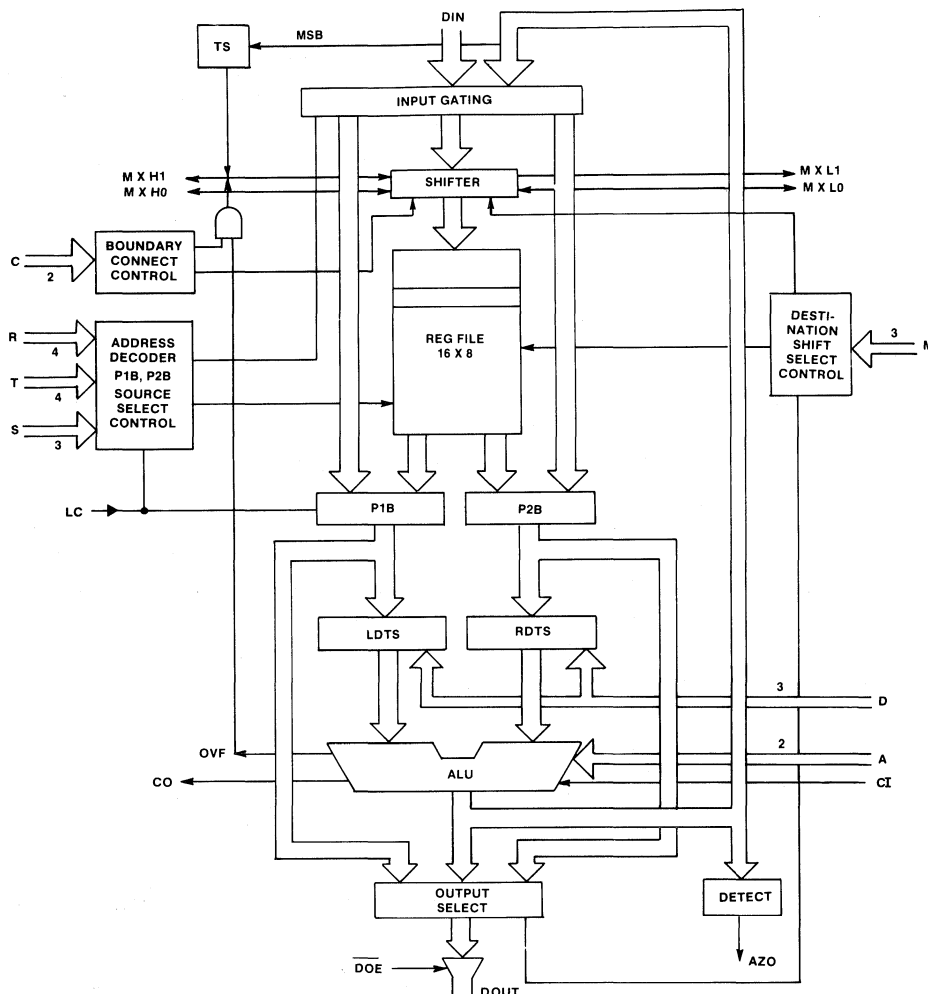 DIN
MSB
TS
INPUT GATING
M X H1
M X H0
SHIFTER
M X L1
M X L0
BOUNDARY
CONNECT
CONTROL
C
2
R
4
T
4
S
3
ADDRESS
DECODER
P1B, P2B
SOURCE
SELECT
CONTROL
REG FILE
16 X 8
DESTI-
NATION
SHIFT
SELECT
CONTROL
3
LC
P1B
P2B
LDTS
RDTS
3
D
2
A
OVF
ALU
CO
CI
OUTPUT
SELECT
DETECT
DOE
AZO
DOUT